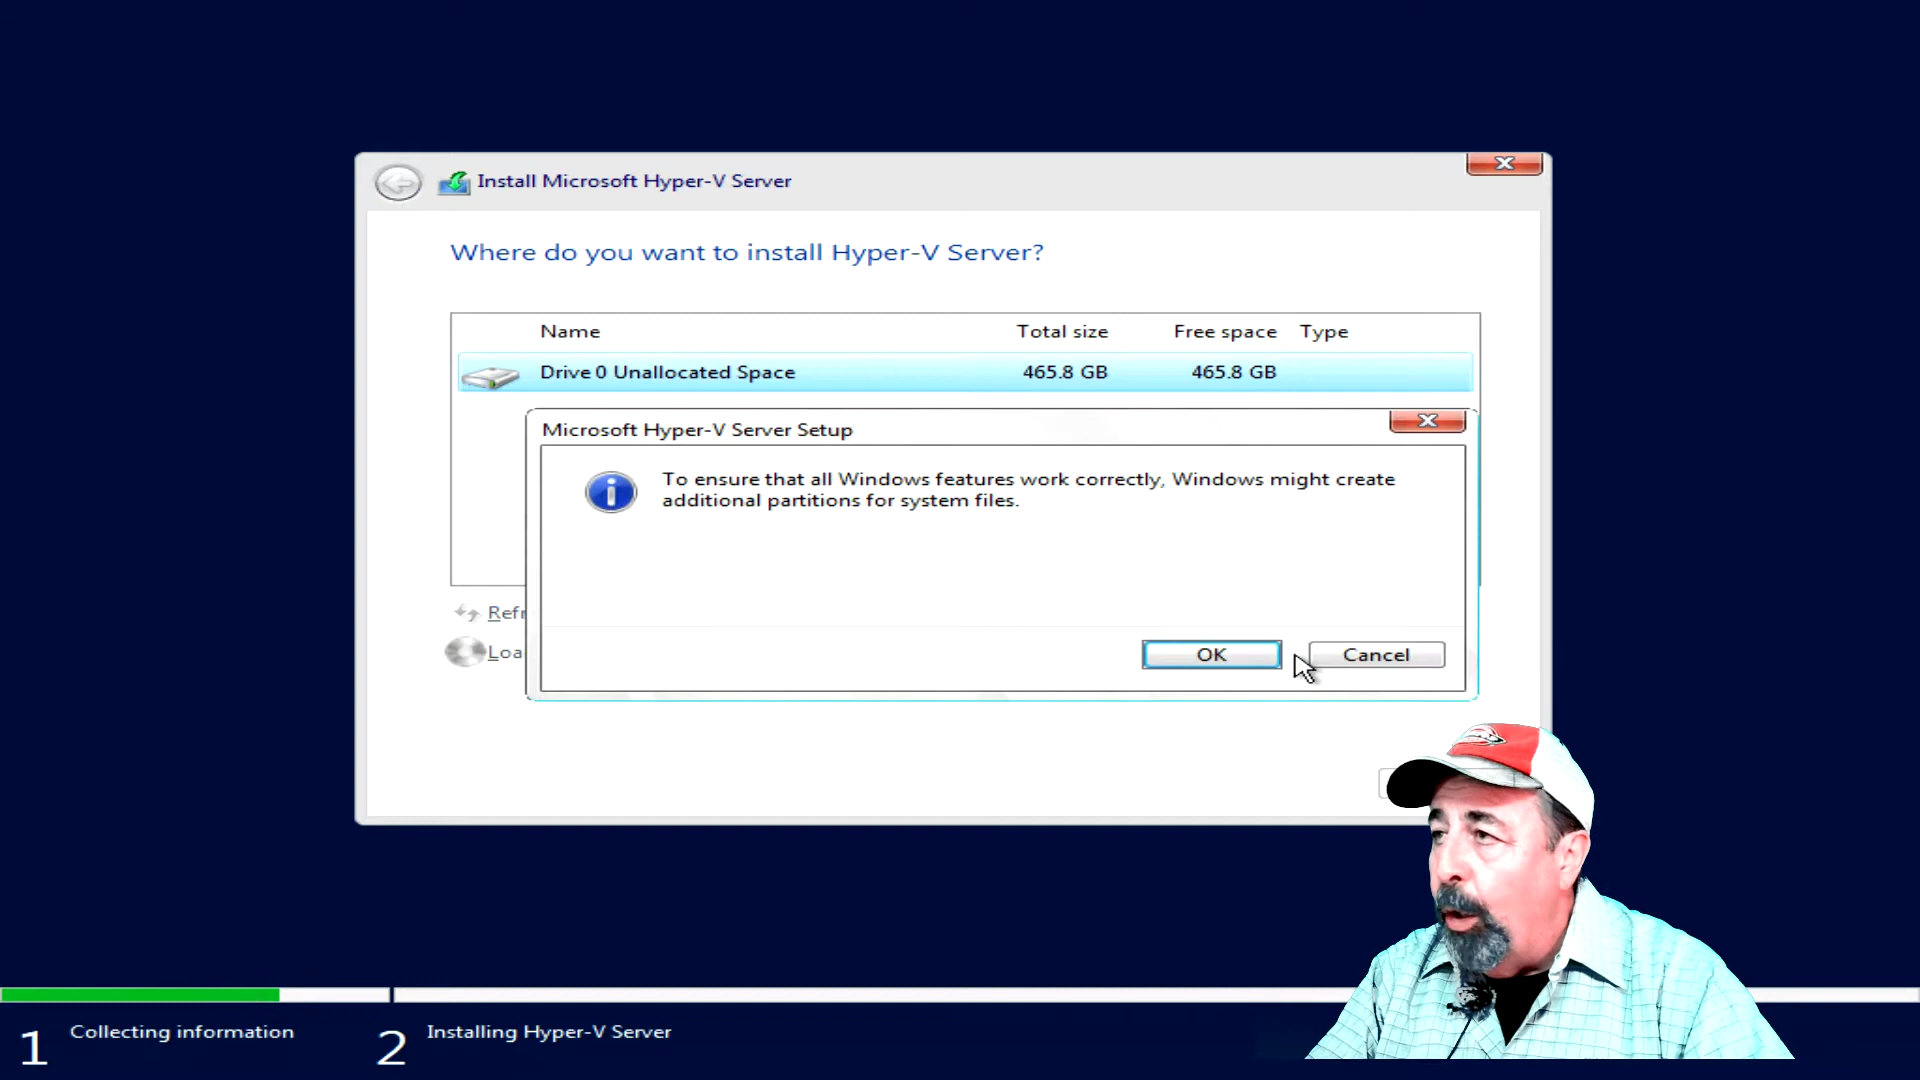 Install Microsoft Hyper-V Server
Where do you want to install Hyper-V Server?
Name Total size Free space Type
Drive 0 Unallocated Space 465.8 GB 465.8 GB
Microsoft Hyper-V Server Setup
To ensure that all Windows features work correctly, Windows might create
additional partitions for system files.
Refr
Loa
OK Cancel
1 Collecting information 2 Installing Hyper-V Server